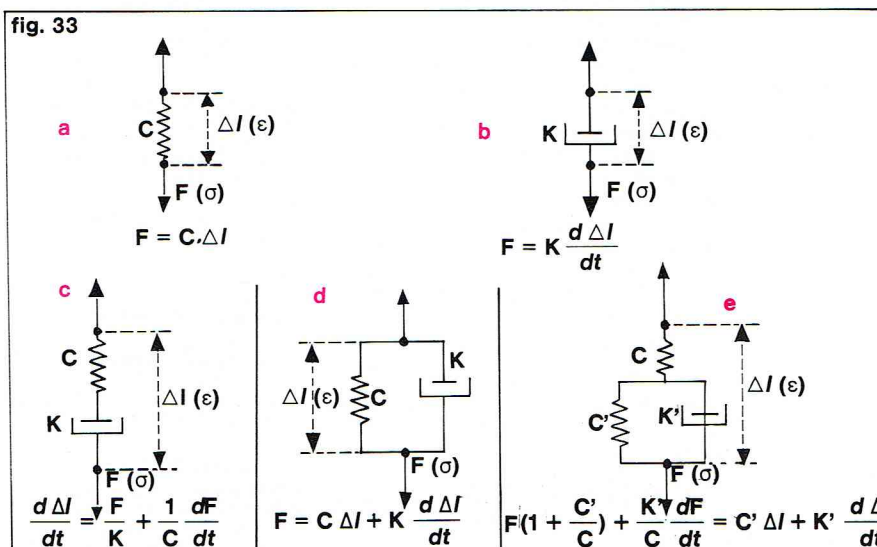 fig. 33
a
C
Δl (ε)
F (σ)
F = C.Δl
b
K
Δl (ε)
F (σ)
F = K d Δl / dt
c
C
K
Δl (ε)
F (σ)
d Δl / dt = F / K + 1 / C dF / dt
d
Δl (ε)
C
K
F (σ)
F = C Δl + K d Δl / dt
e
C
C'
K'
Δl (ε)
F (σ)
F(1 + C' / C) + K' / C dF / dt = C' Δl + K' d Δ / dt